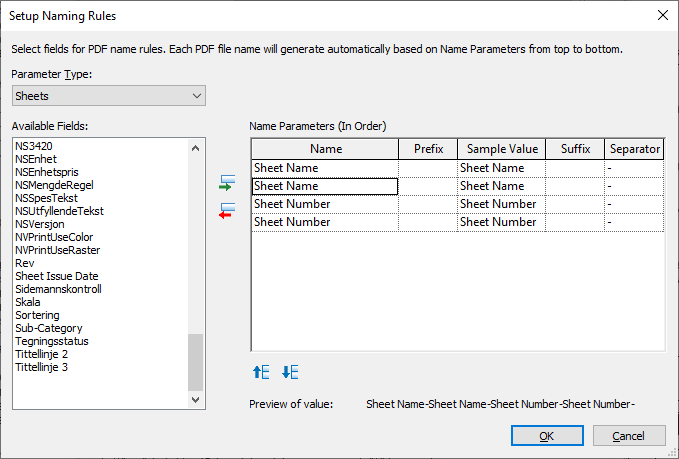 Setup Naming Rules
Select fields for PDF name rules. Each PDF file name will generate automatically based on Name Parameters from top to bottom.
Parameter Type:
Sheets
Available Fields:
NS3420
NSEnhet
NSEnhetspris
NSMengdeRegel
NSSpesTekst
NSUtfyllendeTekst
NSVersjon
NVPrintUseColor
NVPrintUseRaster
Rev
Sheet Issue Date
Sidemannskontroll
Skala
Sortering
Sub-Category
Tegningsstatus
Tittellinje 2
Tittellinje 3
Name Parameters (In Order)
Name Prefix Sample Value Suffix Separator
Sheet Name Sheet Name -
Sheet Name Sheet Name -
Sheet Number Sheet Number -
Sheet Number Sheet Number -
Preview of value: Sheet Name-Sheet Name-Sheet Number-Sheet Number-
OK Cancel